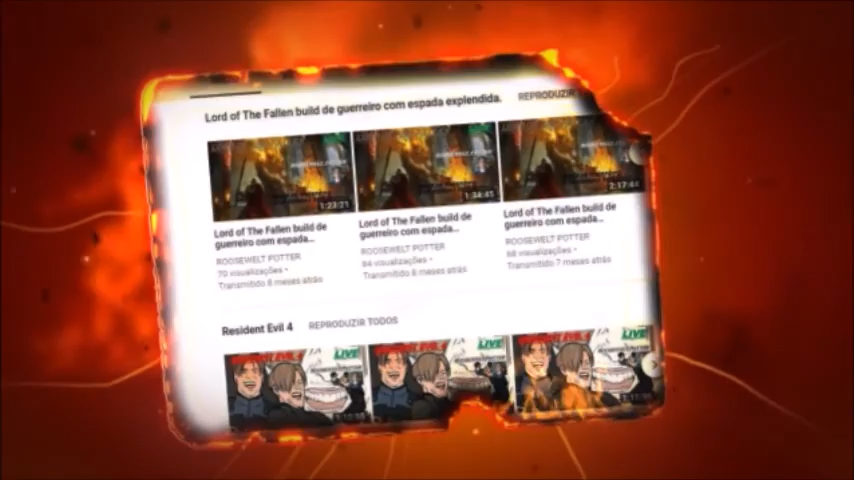 Lord of The Fallen build de guerreiro com espada explendida. REPRODUZIR
1:23:21
1:34:41
2:17:44
Lord of The Fallen build de
guerreiro com espada...
ROOSEWELT POTTER
70 visualizações •
Transmitido 8 meses atrás
Lord of The Fallen build de
guerreiro com espada...
ROOSEWELT POTTER
84 visualizações •
Transmitido 8 meses atrás
Lord of The Fallen build de
guerreiro com espada...
ROOSEWELT POTTER
68 visualizações •
Transmitido 7 meses atrás
Resident Evil 4 REPRODUZIR TODOS
LIVE
LIVE
LIVE